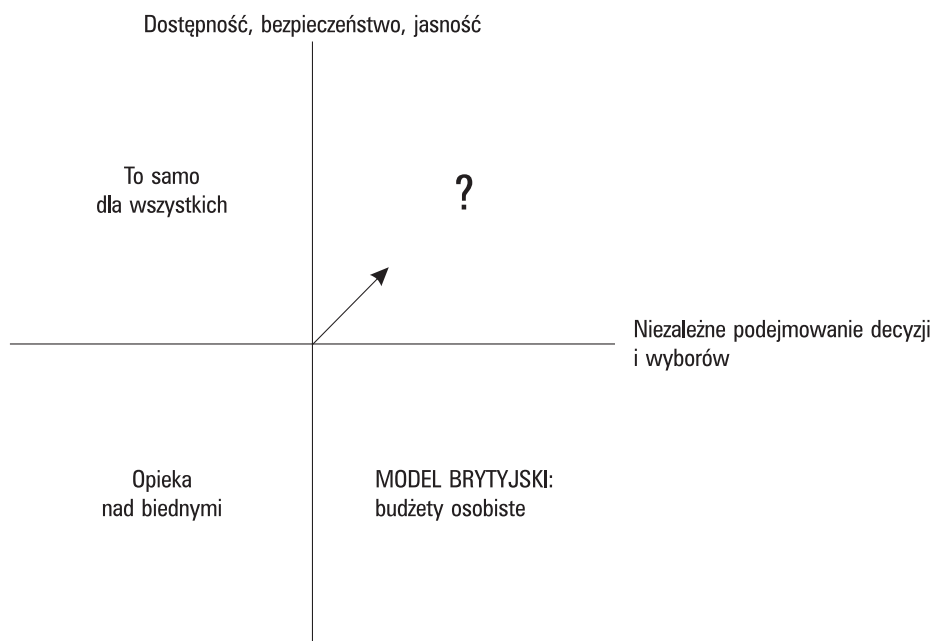 Dostępność, bezpieczeństwo, jasność
To samo
dla wszystkich
?
Niezależne podejmowanie decyzji
i wyborów
Opieka
nad biednymi
MODEL BRYTYJSKI:
budżety osobiste